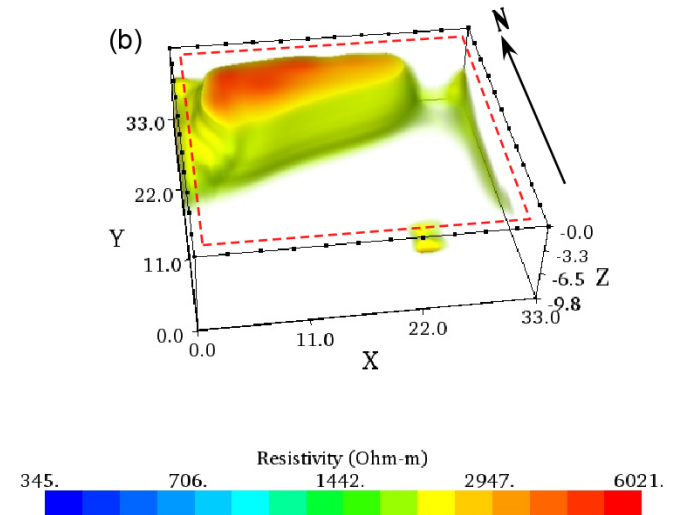 (b)
N
33.0
22.0
Y
11.0
0.0
0.0
11.0
22.0
33.0
X
-0.0
-3.3
-6.5
Z
-9.8
Resistivity (Ohm-m)
345. 706. 1442. 2947. 6021.